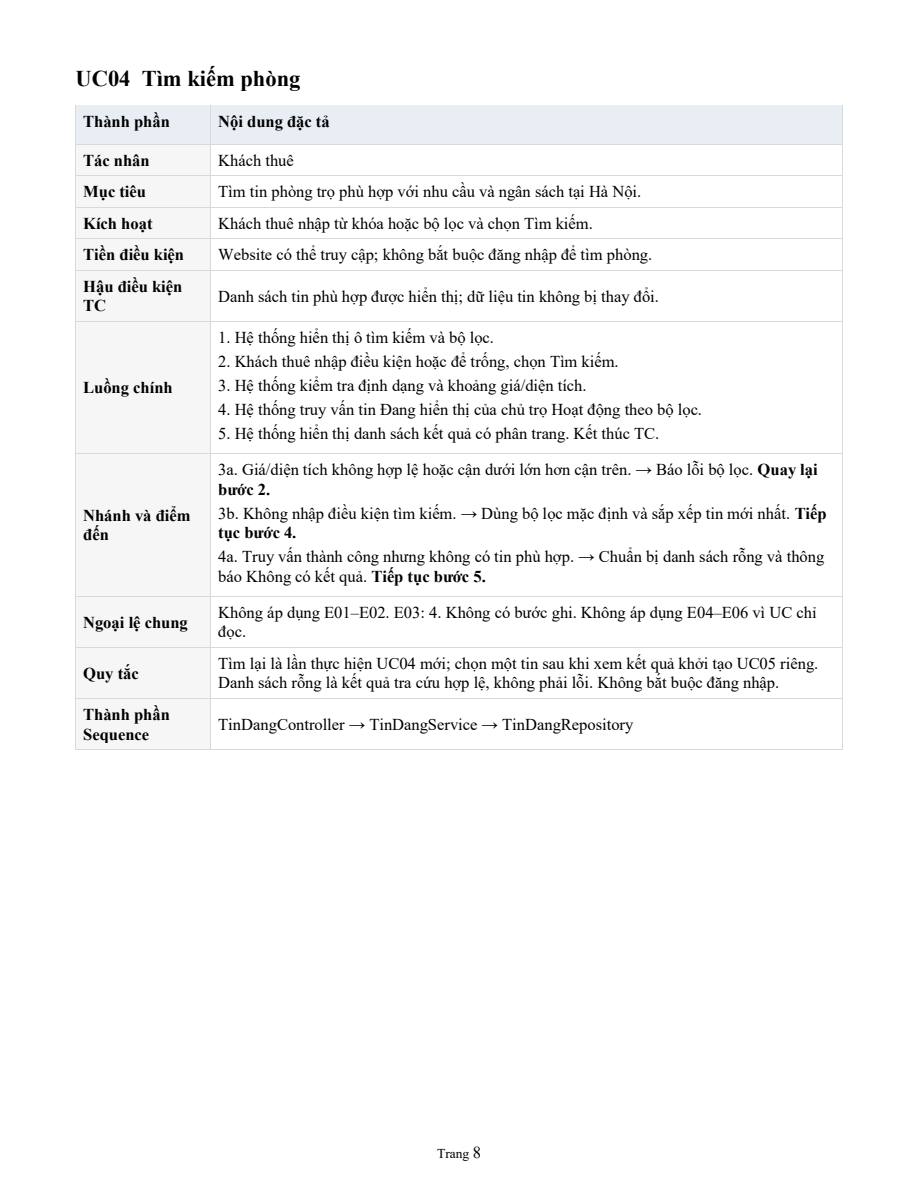 UC04 Tìm kiếm phòng
Thành phần
Nội dung đặc tả
Tác nhân
Khách thuê
Mục tiêu
Tìm tin phòng trọ phù hợp với nhu cầu và ngân sách tại Hà Nội.
Kích hoạt
Khách thuê nhập từ khóa hoặc bộ lọc và chọn Tìm kiếm.
Tiền điều kiện
Website có thể truy cập; không bắt buộc đăng nhập để tìm phòng.
Hậu điều kiện
TC
Danh sách tin phù hợp được hiển thị; dữ liệu tin không bị thay đổi.
Luồng chính
1. Hệ thống hiển thị ô tìm kiếm và bộ lọc.
2. Khách thuê nhập điều kiện hoặc để trống, chọn Tìm kiếm.
3. Hệ thống kiểm tra định dạng và khoảng giá/diện tích.
4. Hệ thống truy vấn tin Đang hiển thị của chủ trọ Hoạt động theo bộ lọc.
5. Hệ thống hiển thị danh sách kết quả có phân trang. Kết thúc TC.
Nhánh và điểm
đến
3a. Giá/diện tích không hợp lệ hoặc cận dưới lớn hơn cận trên. → Báo lỗi bộ lọc. Quay lại
bước 2.
3b. Không nhập điều kiện tìm kiếm. → Dùng bộ lọc mặc định và sắp xếp tin mới nhất. Tiếp
tục bước 4.
4a. Truy vấn thành công nhưng không có tin phù hợp. → Chuẩn bị danh sách rỗng và thông
báo Không có kết quả. Tiếp tục bước 5.
Ngoại lệ chung
Không áp dụng E01–E02. E03: 4. Không có bước ghi. Không áp dụng E04–E06 vì UC chỉ
đọc.
Quy tắc
Tìm lại là lần thực hiện UC04 mới; chọn một tin sau khi xem kết quả khởi tạo UC05 riêng.
Danh sách rỗng là kết quả tra cứu hợp lệ, không phải lỗi. Không bắt buộc đăng nhập.
Thành phần
Sequence
TinDangController → TinDangService → TinDangRepository
Trang 8